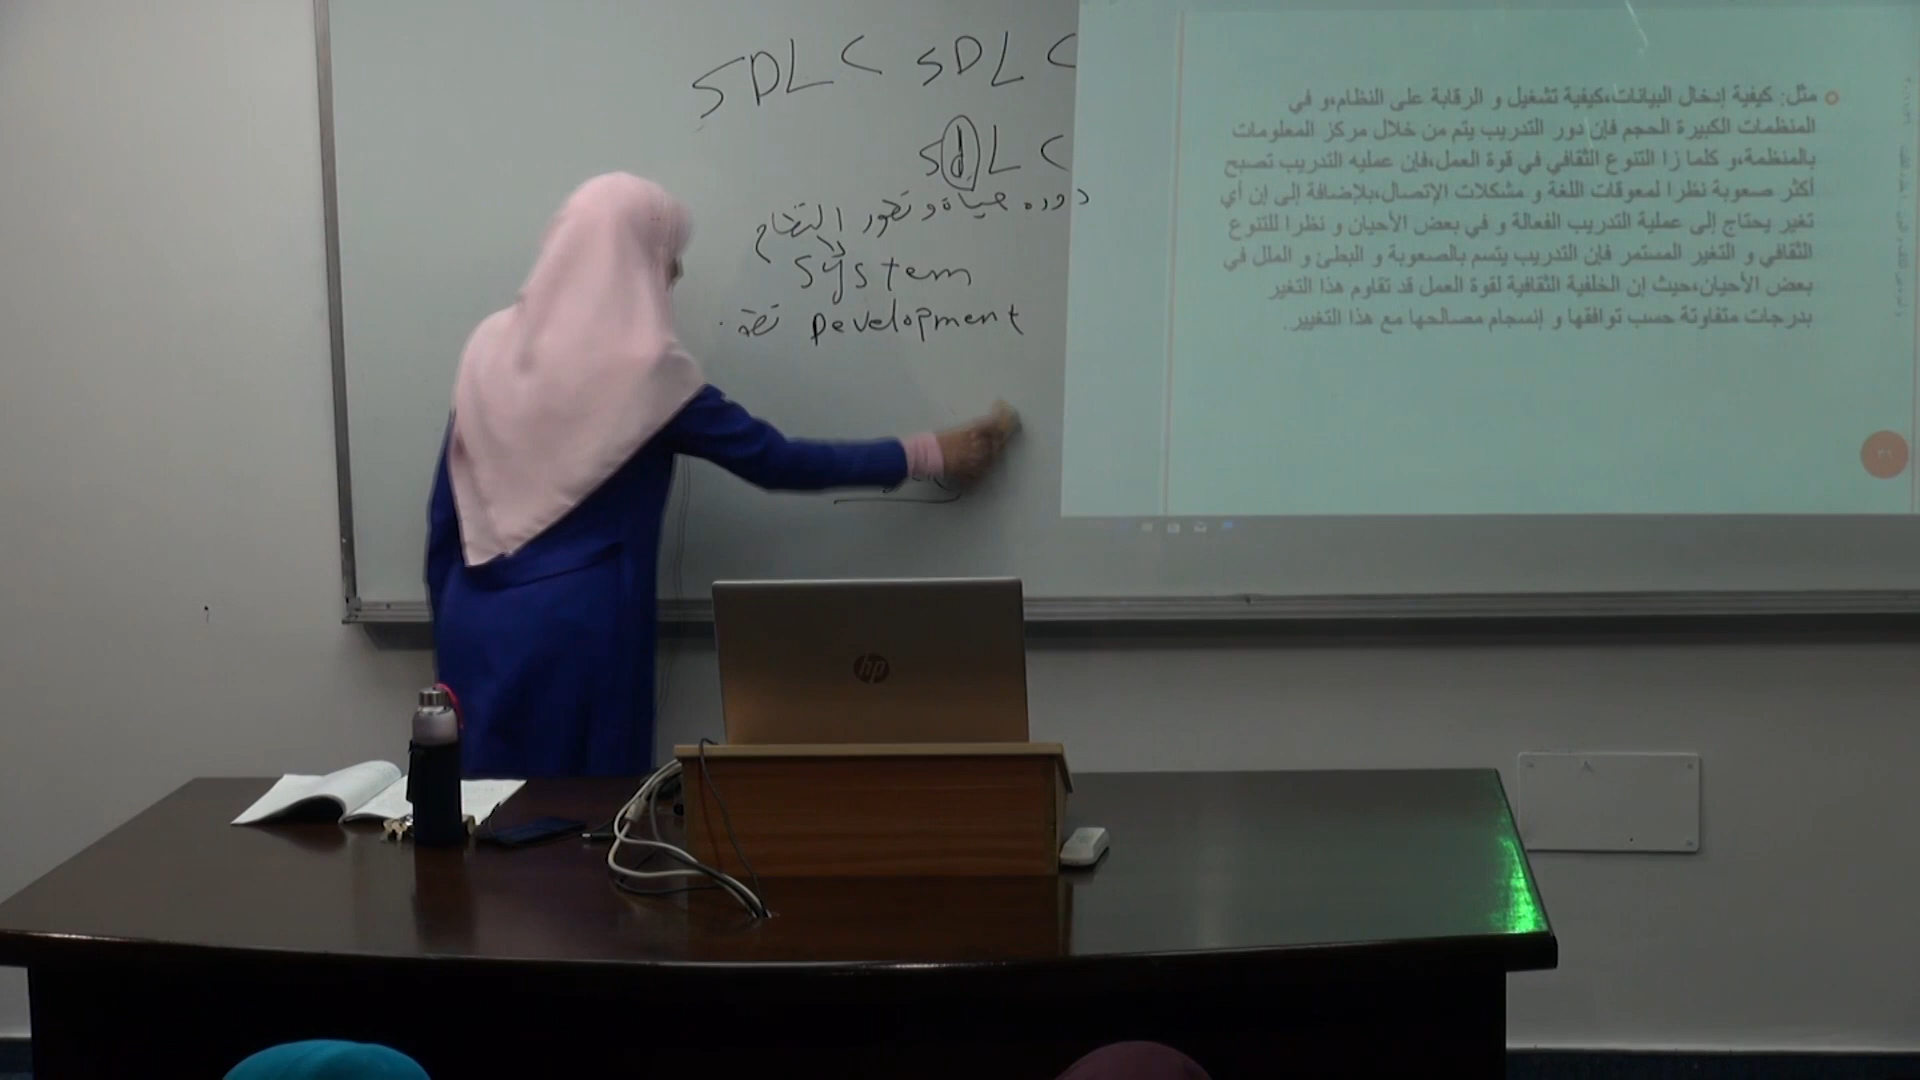 SDLC SDLC
SdLC
دوره حياة و تطور النظام
System
Development
مثل: كيفية إدخال البيانات،كيفية تشغيل و الرقابة على النظام،و في
المنظمات الكبيرة الحجم فإن دور التدريب يتم من خلال مركز المعلومات
بالمنظمة،و كلما زا التنوع الثقافي في قوة العمل،فإن عمليه التدريب تصبح
أكثر صعوبة نظرا لمعوقات اللغة و مشكلات الإتصال،بلإضافة إلى إن أي
تغير يحتاج إلى عملية التدريب الفعالة و في بعض الأحيان و نظرا للتنوع
الثقافي و التغير المستمر فإن التدريب يتسم بالصعوبة و البطئ و الملل في
بعض الأحيان،حيث إن الخلفية الثقافية لقوة العمل قد تقاوم هذا التغير
بدرجات متفاوتة حسب توافقها و إنسجام مصالحها مع هذا التغيير.
hp